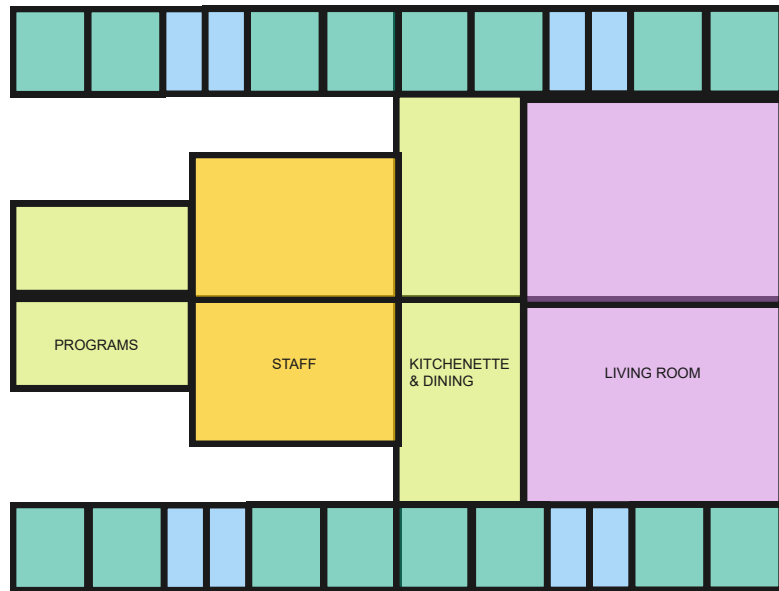 PROGRAMS
STAFF
KITCHENETTE
& DINING
LIVING ROOM